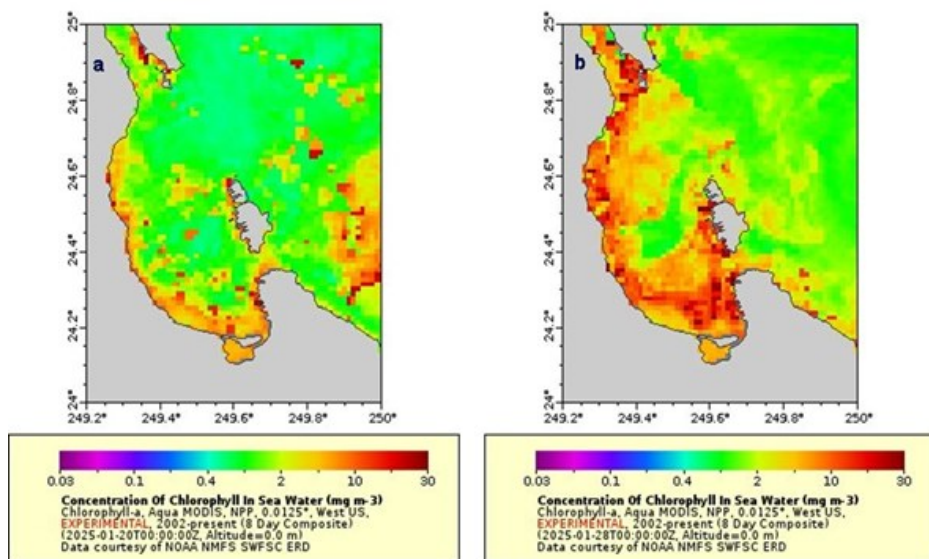 a
25°
24.8°
24.6°
24.4°
24.2°
24°
249.2° 249.4° 249.6° 249.8° 250°
0.03 0.1 0.4 2 10 30
Concentration Of Chlorophyll In Sea Water (mg m-3)
Chlorophyll-a, Aqua MODIS, NPP, 0.0125°, West US,
EXPERIMENTAL, 2002-present (8 Day Composite)
(2025-01-20T00:00:00Z, Altitude=0.0 m)
Data courtesy of NOAA NMFS SWFSC ERD
b
25°
24.8°
24.6°
24.4°
24.2°
24°
249.2° 249.4° 249.6° 249.8° 250°
0.03 0.1 0.4 2 10 30
Concentration Of Chlorophyll In Sea Water (mg m-3)
Chlorophyll-a, Aqua MODIS, NPP, 0.0125°, West US,
EXPERIMENTAL, 2002-present (8 Day Composite)
(2025-01-28T00:00:00Z, Altitude=0.0 m)
Data courtesy of NOAA NMFS SWFSC ERD